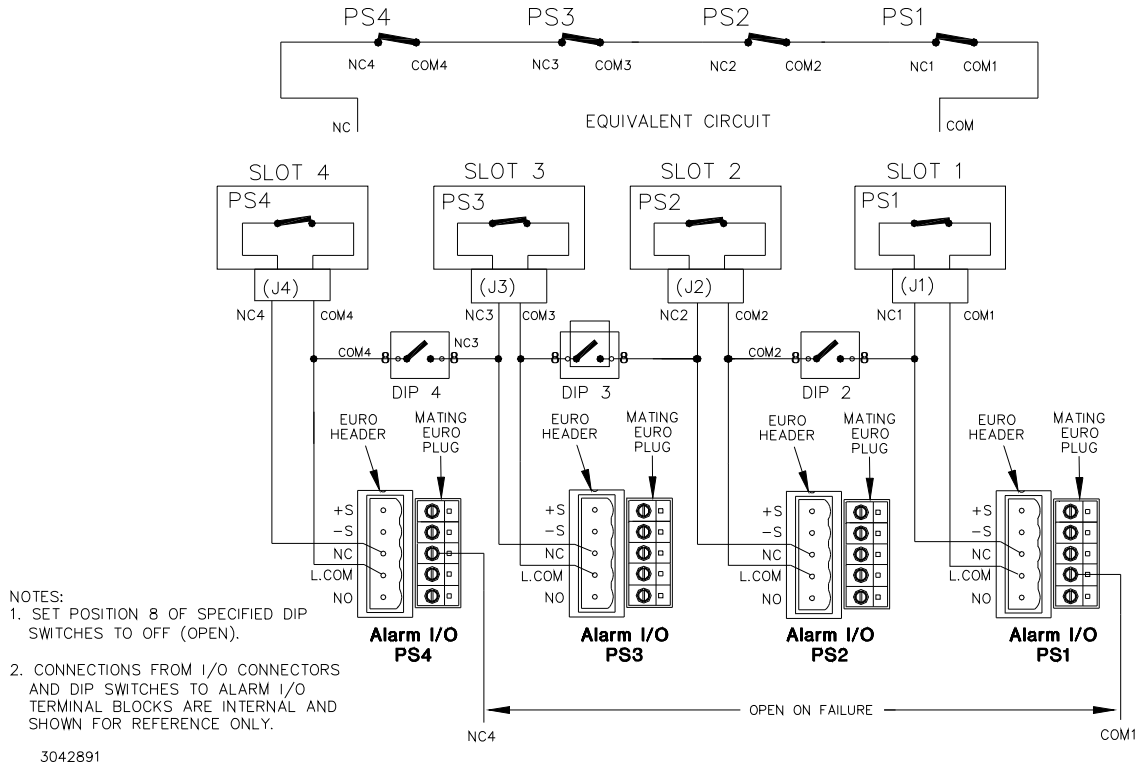 PS4 PS3 PS2 PS1
NC4 COM4 NC3 COM3 NC2 COM2 NC1 COM1
NC EQUIVALENT CIRCUIT COM
SLOT 4 SLOT 3 SLOT 2 SLOT 1
PS4 PS3 PS2 PS1
(J4) (J3) (J2) (J1)
NC4 COM4 NC3 COM3 NC2 COM2 NC1 COM1
COM4 8 8 NC3 8 8 COM2 8 8
DIP 4 DIP 3 DIP 2
EURO HEADER
MATING EURO PLUG
EURO HEADER
MATING EURO PLUG
EURO HEADER
MATING EURO PLUG
EURO HEADER
MATING EURO PLUG
+S +S +S +S
-S -S -S -S
NC NC NC NC
L.COM L.COM L.COM L.COM
NO NO NO NO
Alarm I/O Alarm I/O Alarm I/O Alarm I/O
PS4 PS3 PS2 PS1
NOTES:
1. SET POSITION 8 OF SPECIFIED DIP
SWITCHES TO OFF (OPEN).
2. CONNECTIONS FROM I/O CONNECTORS
AND DIP SWITCHES TO ALARM I/O
TERMINAL BLOCKS ARE INTERNAL AND
SHOWN FOR REFERENCE ONLY.
OPEN ON FAILURE
NC4 COM1
3042891